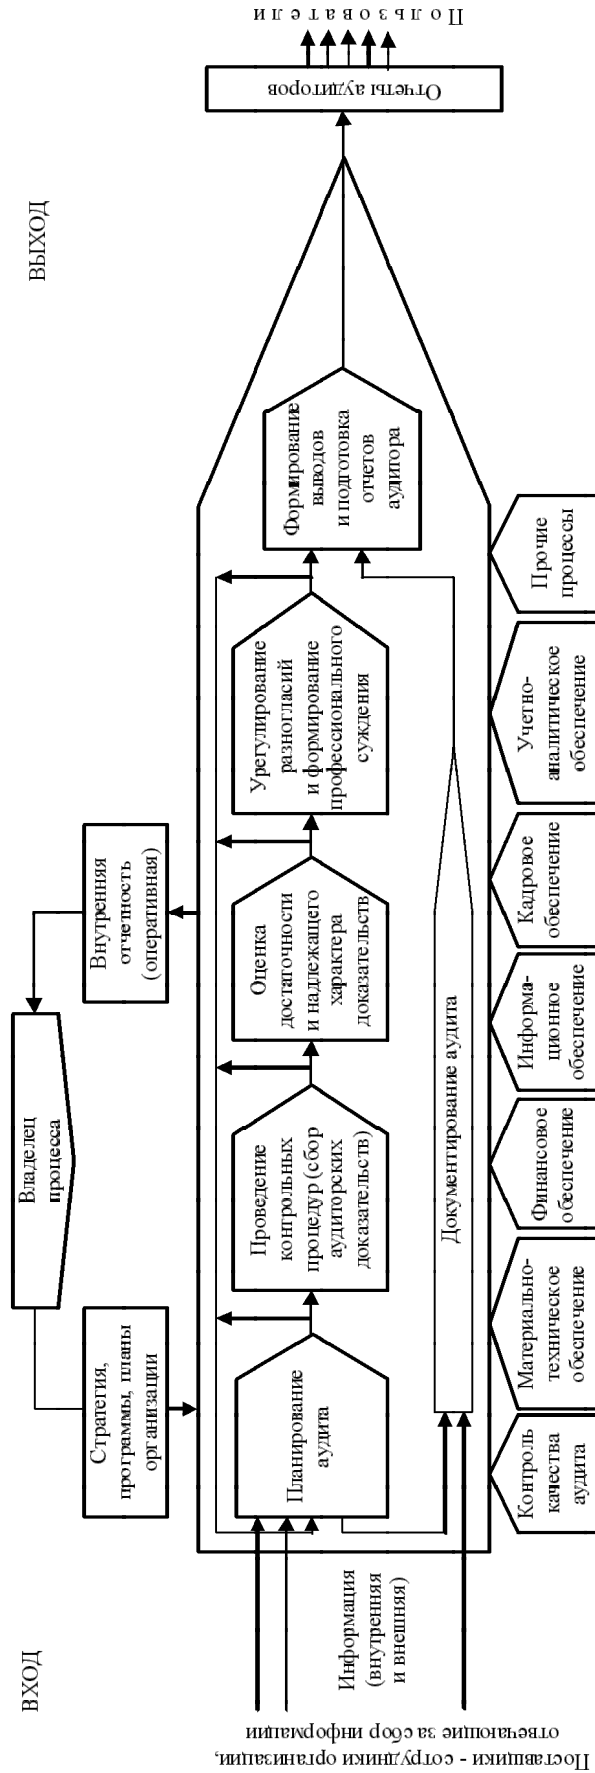 ВХОД
ВЫХОД
Стратегия,
программы, планы
организации
Владелец
процесса
Внутренняя
отчетность
(оперативная)
Поставщики - сотрудники организации,
отвечающие за сбор информации
Информация
(внутренняя
и внешняя)
Планирование
аудита
Проведение
контрольных
процедур (сбор
аудиторских
доказательств)
Оценка
достаточности
и надлежащего
характера
доказательств
Урегулирование
разногласий
и формирование
профессионального
суждения
Формирование
выводов
и подготовка
отчетов
аудитора
Документирование аудита
Отчеты аудиторов
Пользователи
Контроль
качества
аудита
Материально-
техническое
обеспечение
Финансовое
обеспечение
Информа-
ционное
обеспечение
Кадровое
обеспечение
Учетно-
аналитическое
обеспечение
Прочие
процессы